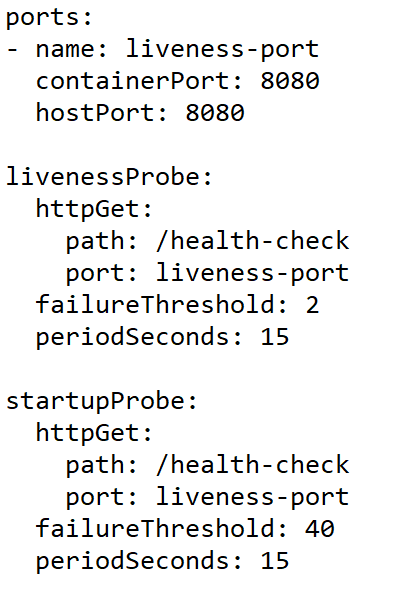 ports:
- name: liveness-port
  containerPort: 8080
  hostPort: 8080

livenessProbe:
  httpGet:
    path: /health-check
    port: liveness-port
  failureThreshold: 2
  periodSeconds: 15

startupProbe:
  httpGet:
    path: /health-check
    port: liveness-port
  failureThreshold: 40
  periodSeconds: 15